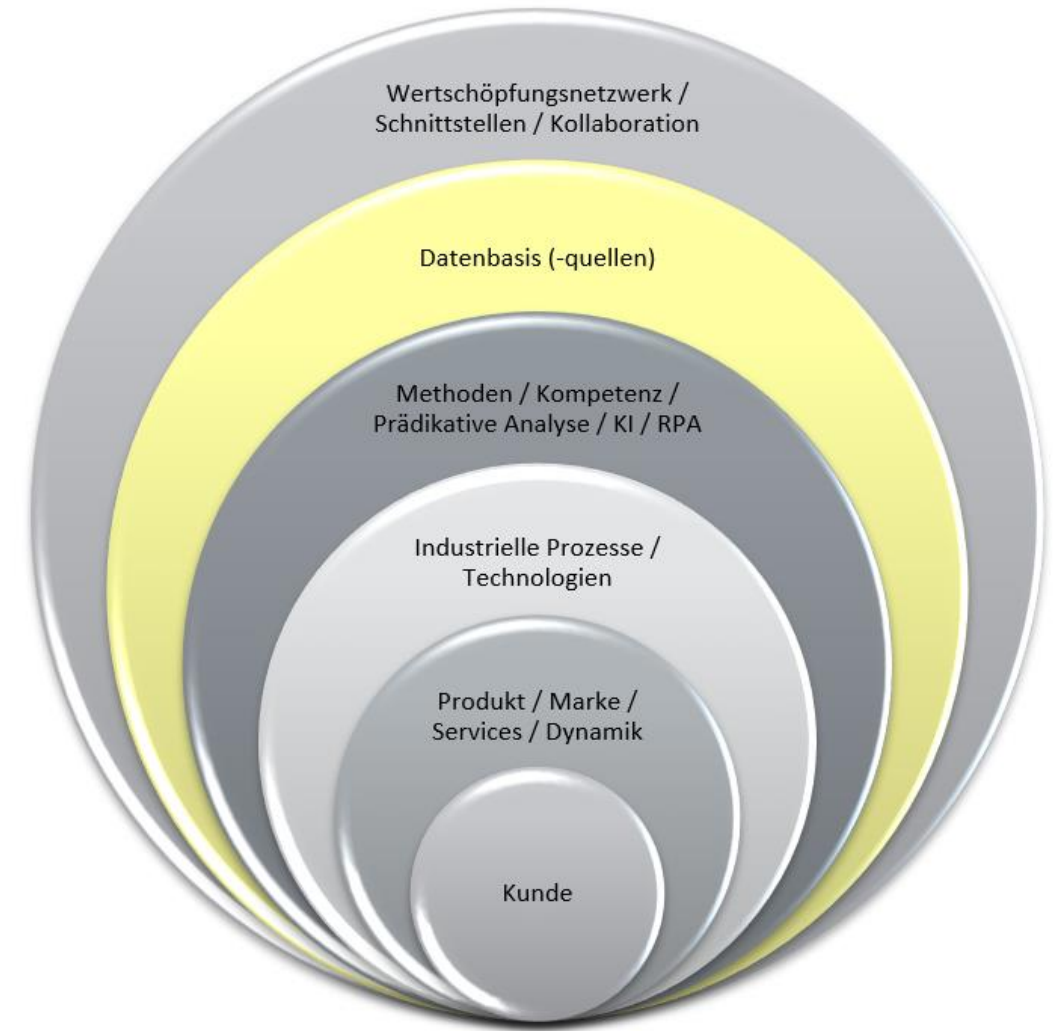 Wertschöpfungsnetzwerk /
Schnittstellen / Kollaboration
Datenbasis (-quellen)
Methoden / Kompetenz /
Prädikative Analyse / KI / RPA
Industrielle Prozesse /
Technologien
Produkt / Marke /
Services / Dynamik
Kunde